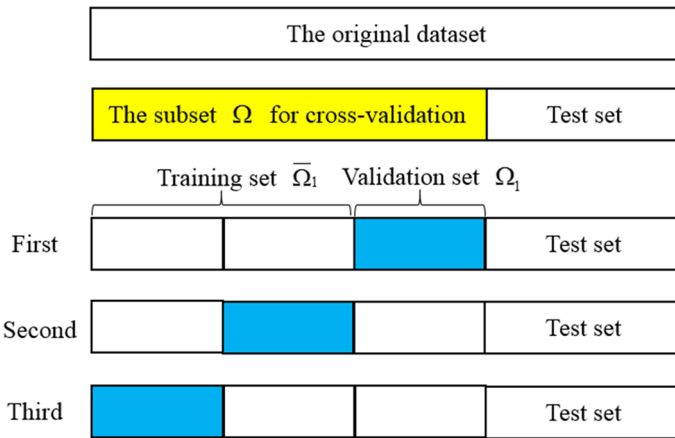 The original dataset
The subset Ω for cross-validation Test set
Training set Ω̅₁ Validation set Ω₁
First Test set
Second Test set
Third Test set